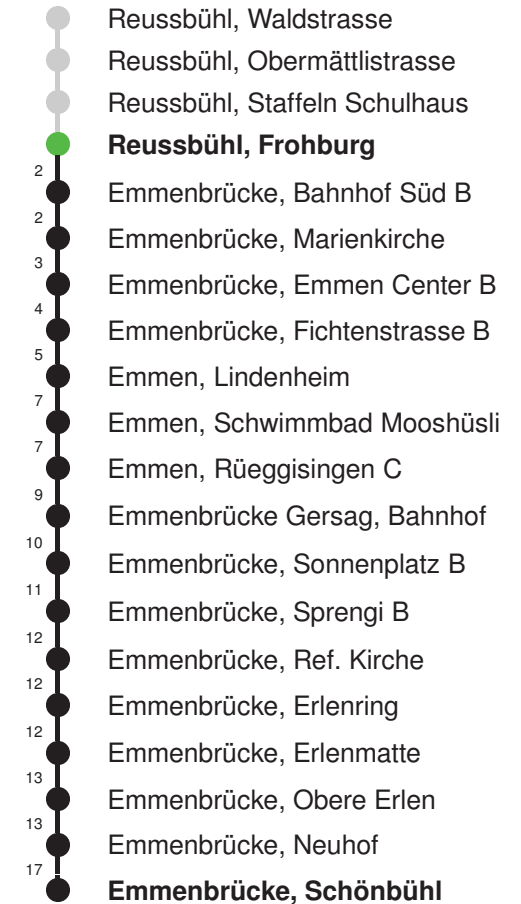 Reussbühl, Waldstrasse
Reussbühl, Obermättlistrasse
Reussbühl, Staffeln Schulhaus
Reussbühl, Frohburg
2
Emmenbrücke, Bahnhof Süd B
2
Emmenbrücke, Marienkirche
3
Emmenbrücke, Emmen Center B
4
Emmenbrücke, Fichtenstrasse B
5
Emmen, Lindenheim
7
Emmen, Schwimmbad Mooshüsli
7
Emmen, Rüeggisingen C
9
Emmenbrücke Gersag, Bahnhof
10
Emmenbrücke, Sonnenplatz B
11
Emmenbrücke, Sprengi B
12
Emmenbrücke, Ref. Kirche
12
Emmenbrücke, Erlenring
12
Emmenbrücke, Erlenmatte
13
Emmenbrücke, Obere Erlen
13
Emmenbrücke, Neuhof
17
Emmenbrücke, Schönbühl